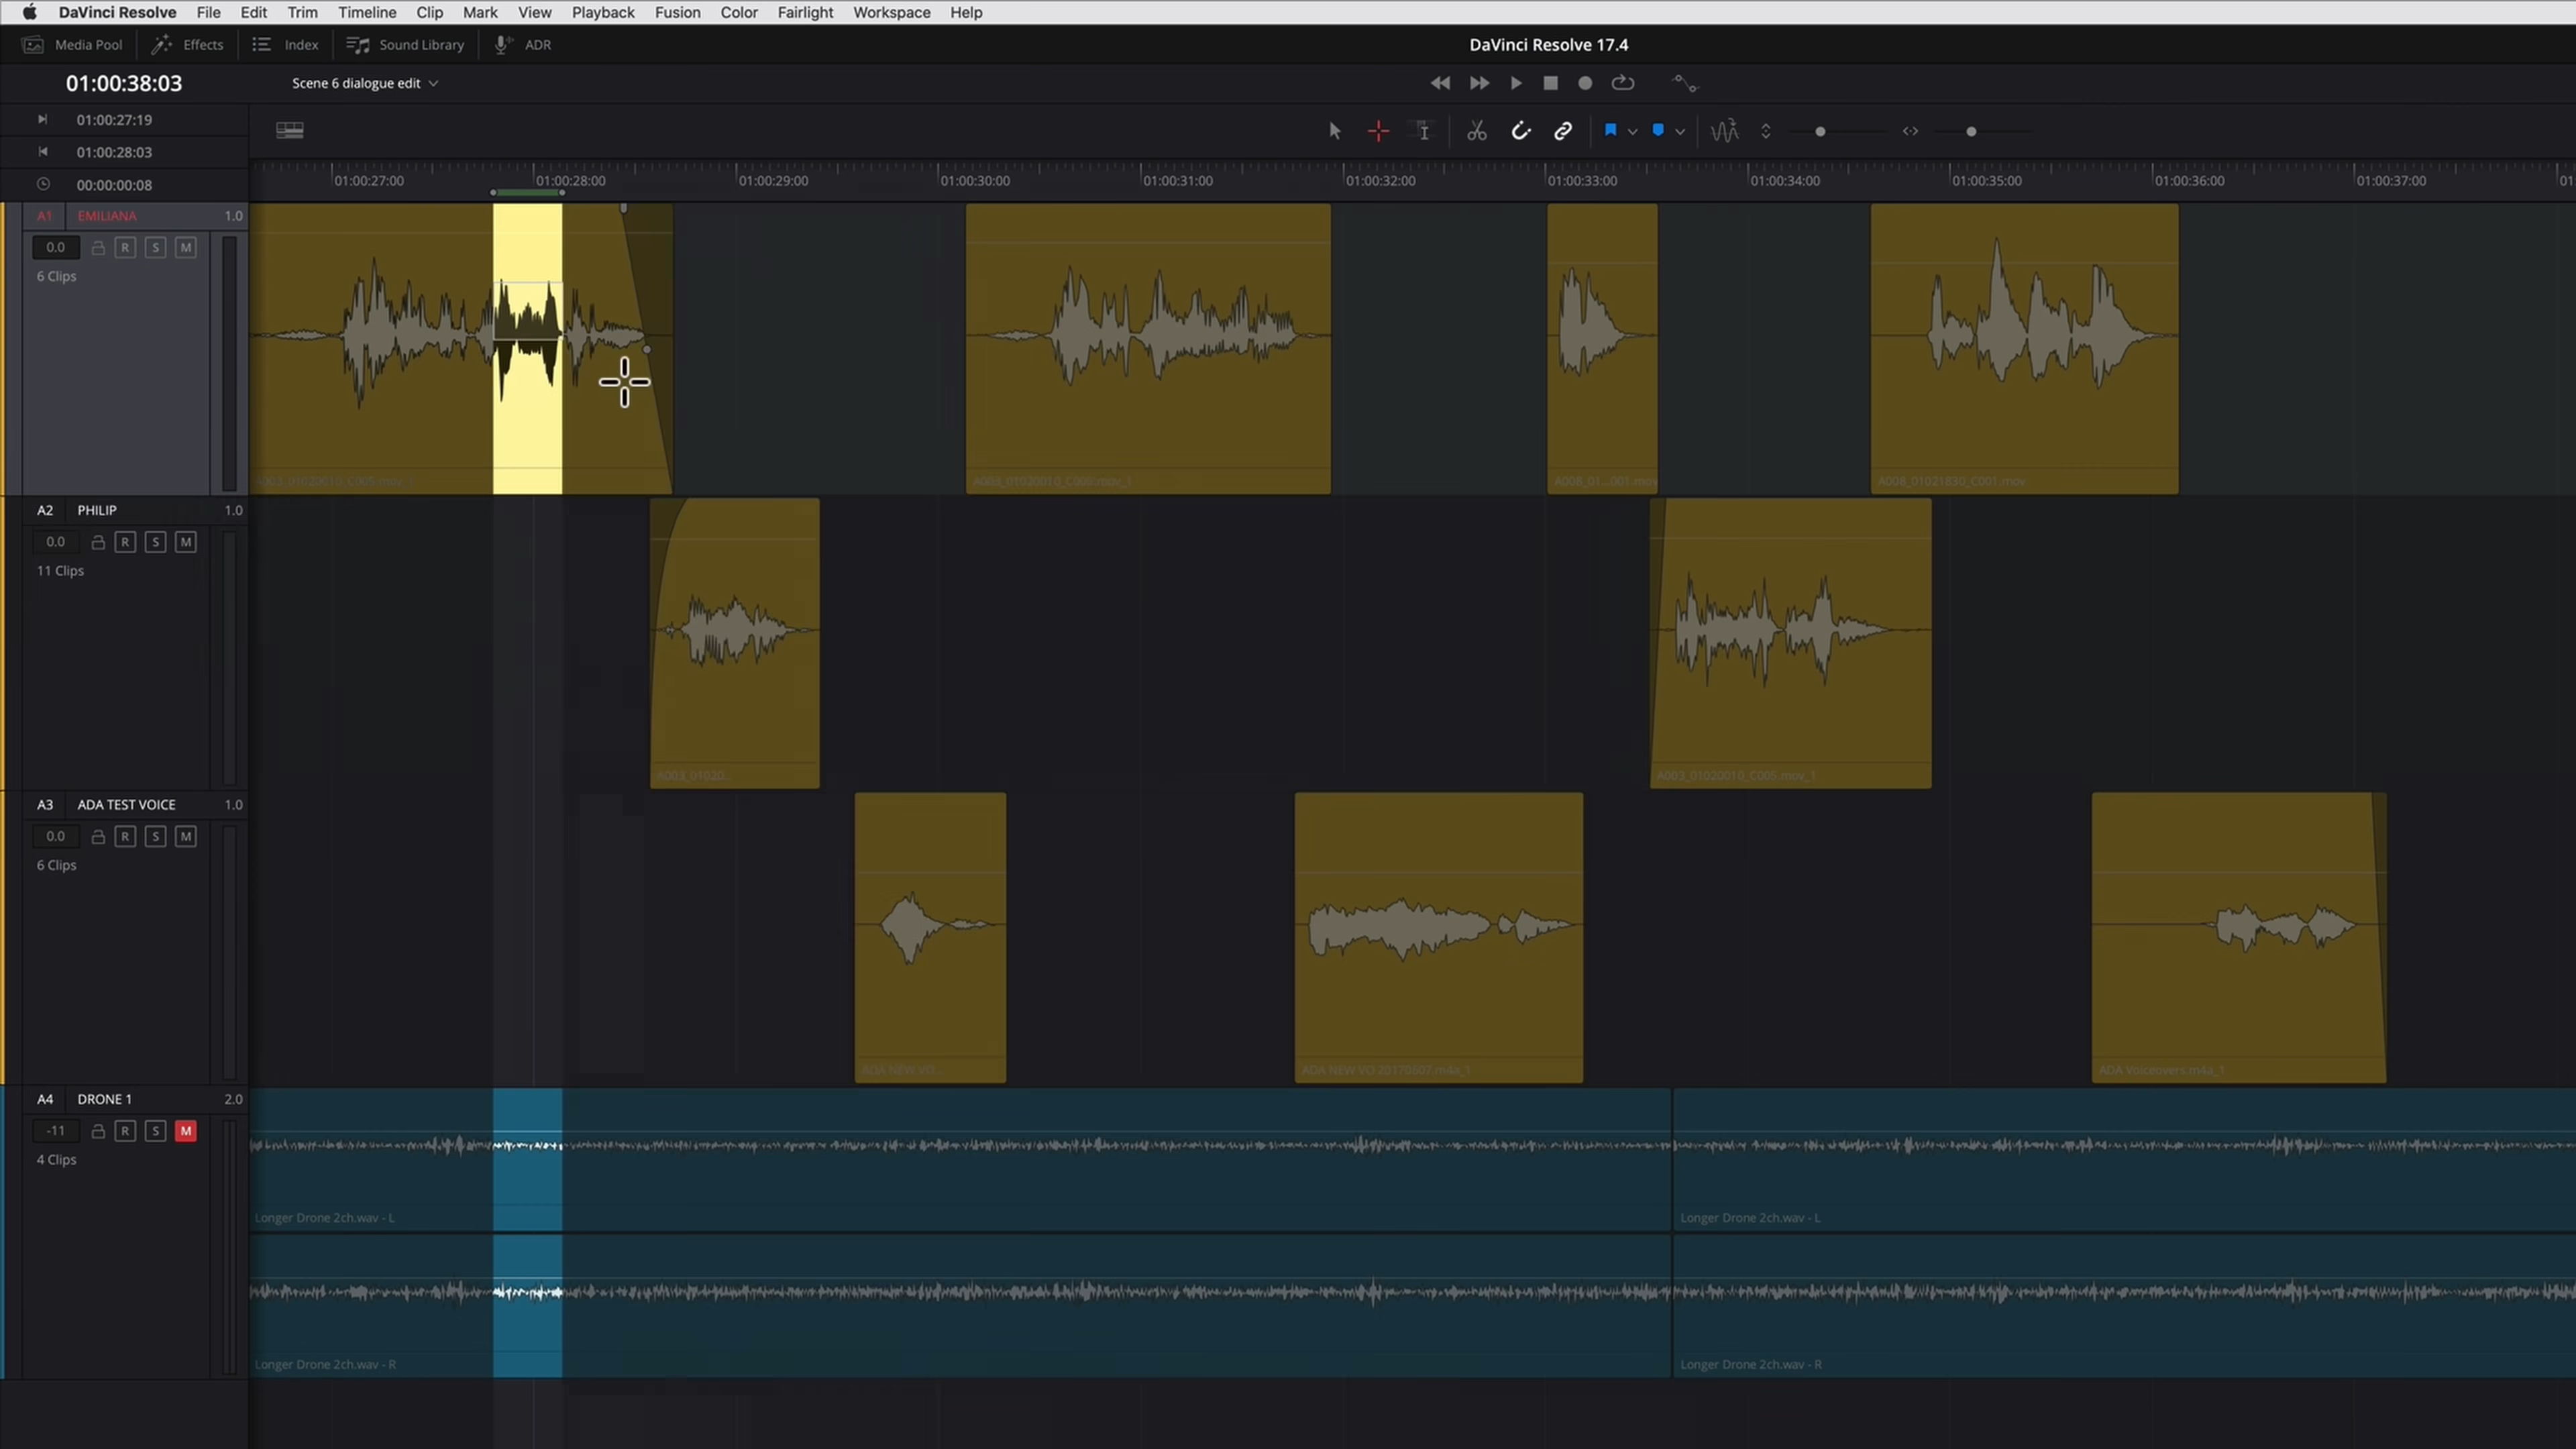 DaVinci Resolve File Edit Trim Timeline Clip Mark View Playback Fusion Color Fairlight Workspace Help
Media Pool Effects Index Sound Library ADR DaVinci Resolve 17.4
01:00:38:03 Scene 6 dialogue edit
01:00:27:19
01:00:28:03
00:00:00:08
01:00:27:00 01:00:28:00 01:00:29:00 01:00:30:00 01:00:31:00 01:00:32:00 01:00:33:00 01:00:34:00 01:00:35:00 01:00:36:00 01:00:37:00
A1 EMILIANA 1.0
0.0 R S M
6 Clips
A003_01020010_C005.mov_1 A008_01...001.mov A008_01021830_C001.mov
A2 PHILIP 1.0
0.0 R S M
11 Clips
A003_01020... A003_01020010_C005.mov_1
A3 ADA TEST VOICE 1.0
0.0 R S M
6 Clips
ADA NEW VO... ADA NEW VO 20170607.m4a_1 ADA Voiceovers.m4a_1
A4 DRONE 1 2.0
-11 R S M
4 Clips
Longer Drone 2ch.wav - L Longer Drone 2ch.wav - L
Longer Drone 2ch.wav - R Longer Drone 2ch.wav - R